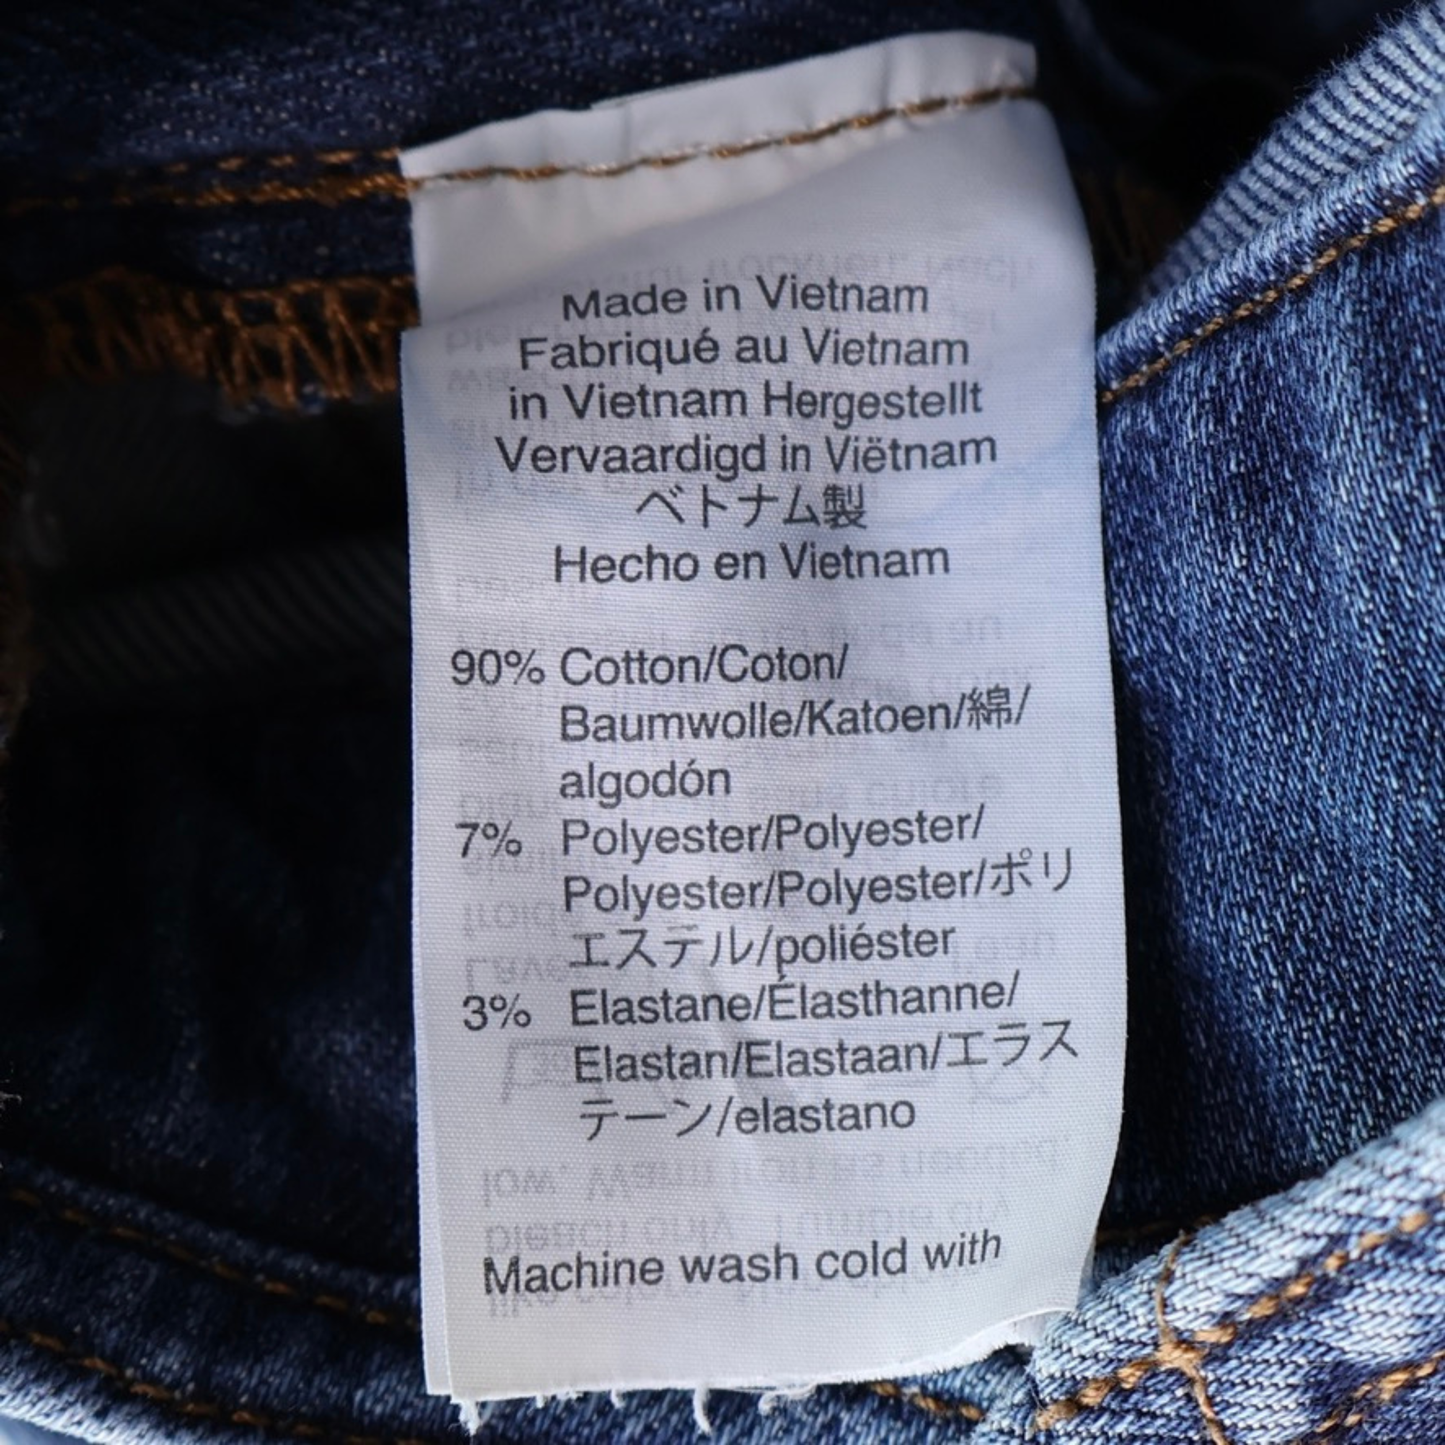 Made in Vietnam
Fabriqué au Vietnam
in Vietnam Hergestellt
Vervaardigd in Viëtnam
ベトナム製
Hecho en Vietnam
90% Cotton/Coton/
Baumwolle/Katoen/綿/
algodón
7% Polyester/Polyester/
Polyester/Polyester/ポリ
エステル/poliéster
3% Elastane/Élasthanne/
Elastan/Elastaan/エラス
テーン/elastano
Machine wash cold with